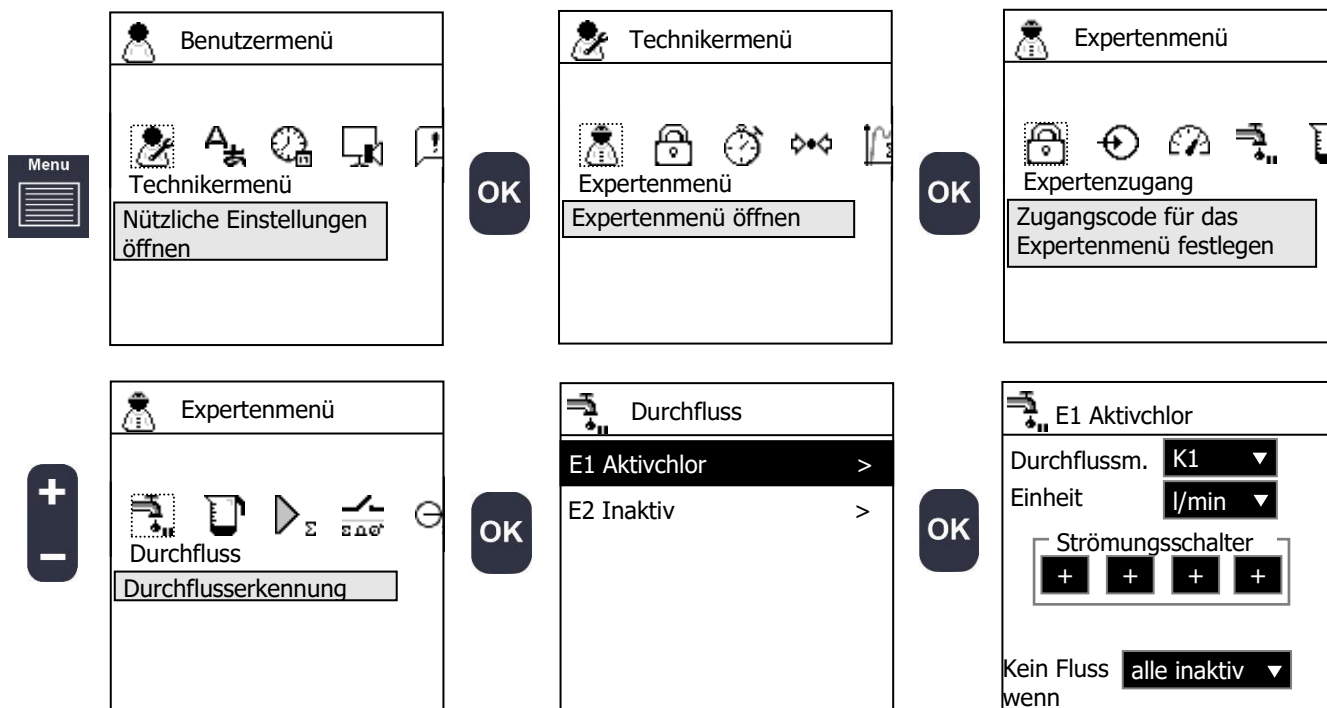 Menu
Benutzermenü
Technikermenü
Nützliche Einstellungen
öffnen
OK
Technikermenü
Expertenmenü
Expertenmenü öffnen
OK
Expertenmenü
Expertenzugang
Zugangscode für das
Expertenmenü festlegen
+
−
Expertenmenü
Durchfluss
Durchflusserkennung
OK
Durchfluss
E1 Aktivchlor >
E2 Inaktiv >
OK
E1 Aktivchlor
Durchflussm. K1 ▼
Einheit l/min ▼
Strömungsschalter
+ + + +
Kein Fluss alle inaktiv ▼
wenn